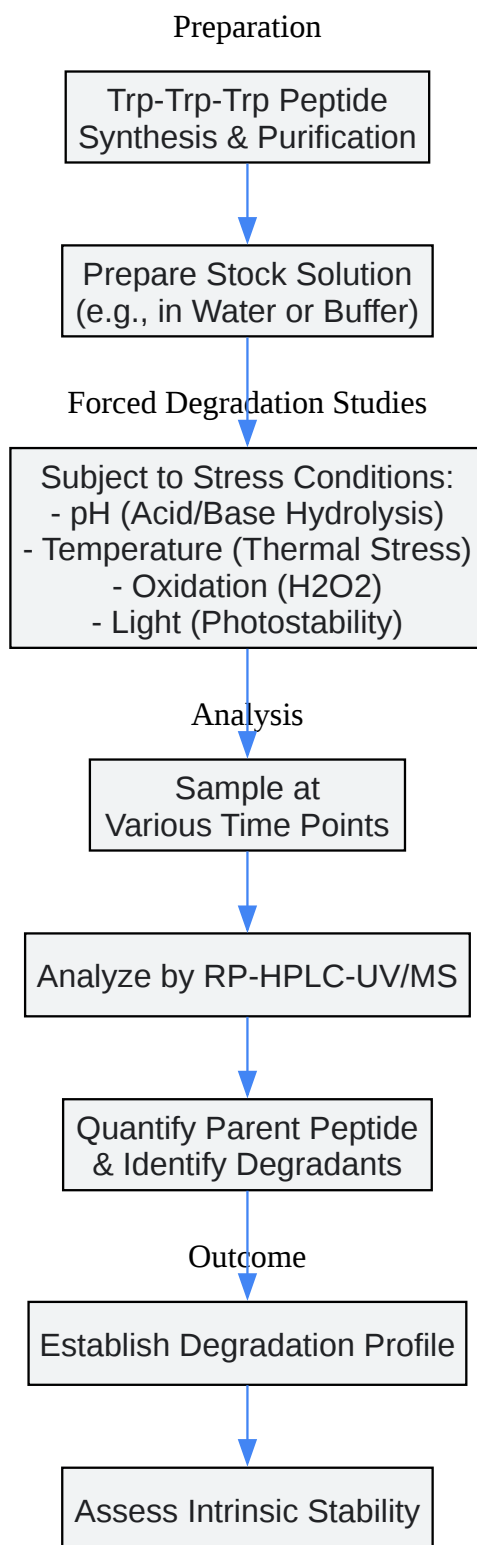 Preparation
Trp-Trp-Trp Peptide
Synthesis & Purification
Prepare Stock Solution
(e.g., in Water or Buffer)
Forced Degradation Studies
Subject to Stress Conditions:
- pH (Acid/Base Hydrolysis)
- Temperature (Thermal Stress)
- Oxidation (H2O2)
- Light (Photostability)
Analysis
Sample at
Various Time Points
Analyze by RP-HPLC-UV/MS
Quantify Parent Peptide
& Identify Degradants
Outcome
Establish Degradation Profile
Assess Intrinsic Stability